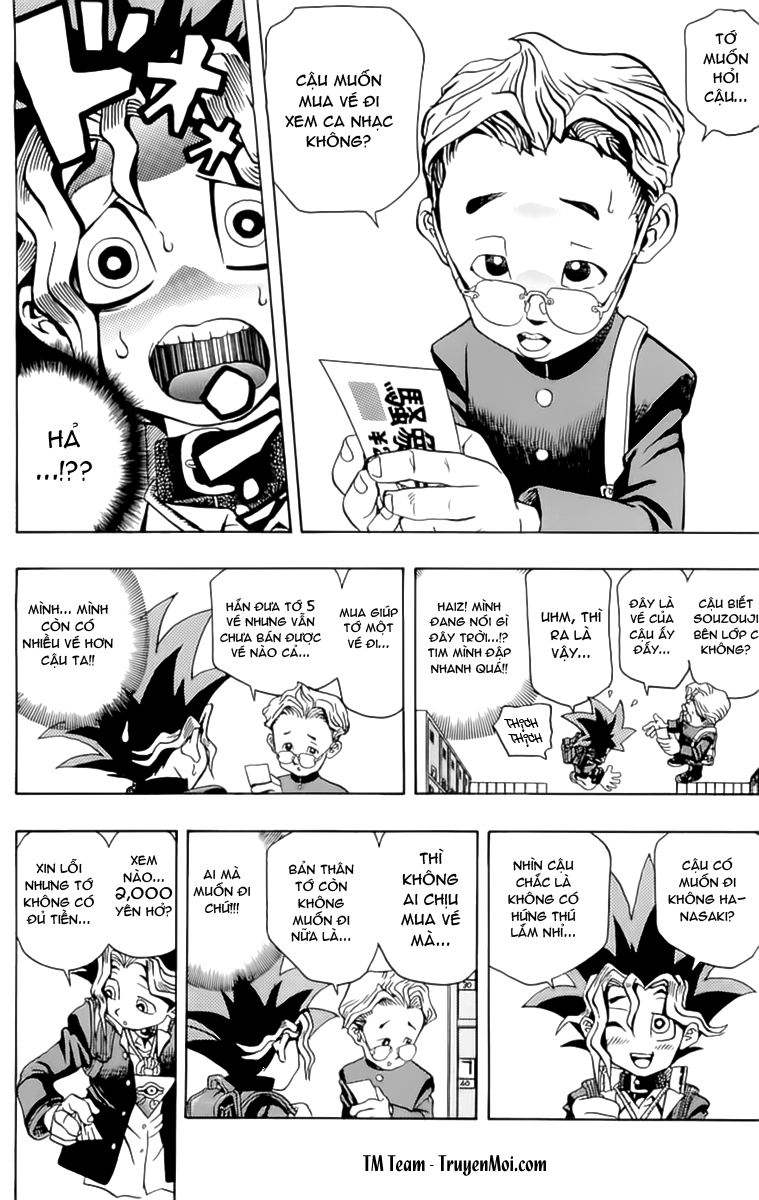 TỚ
MUỐN
HỎI
CẬU...
CẬU MUỐN
MUA VÉ ĐI
XEM CA NHẠC
KHÔNG?
ドキ
ドキ
HẢ
...!??
CẬU BIẾT
SOUZOUJI
BÊN LỚP C
KHÔNG?
ĐÂY LÀ
VÉ CỦA
CẬU ẤY
ĐẤY...
UHM, THÌ
RA LÀ
VẬY...
HAIZ! MÌNH
ĐANG NÓI GÌ
ĐÂY TRỜI...!?
TIM MÌNH ĐẬP
NHANH QUÁ!!
THỊCH
THỊCH
MUA GIÚP
TỚ MỘT
VÉ ĐI...
HẮN ĐƯA TỚ 5
VÉ NHƯNG VẪN
CHƯA BÁN ĐƯỢC
VÉ NÀO CẢ...
MÌNH... MÌNH
CÒN CÓ
NHIỀU VÉ HƠN
CẬU TA!!
CẬU CÓ
MUỐN ĐI
KHÔNG HA-
NASAKI?
NHÌN CẬU
CHẮC LÀ
KHÔNG CÓ
HỨNG THÚ
LẮM NHỈ...
THÌ
KHÔNG
AI CHỊU
MUA VÉ
MÀ...
BẢN THÂN
TỚ CÒN
KHÔNG
MUỐN ĐI
NỮA LÀ...
AI MÀ
MUỐN ĐI
CHỨ!!!
XEM
NÀO...
2,000
YÊN HỞ?
XIN LỖI
NHƯNG TỚ
KHÔNG CÓ
ĐỦ TIỀN...
TM Team - TruyenMoi.com